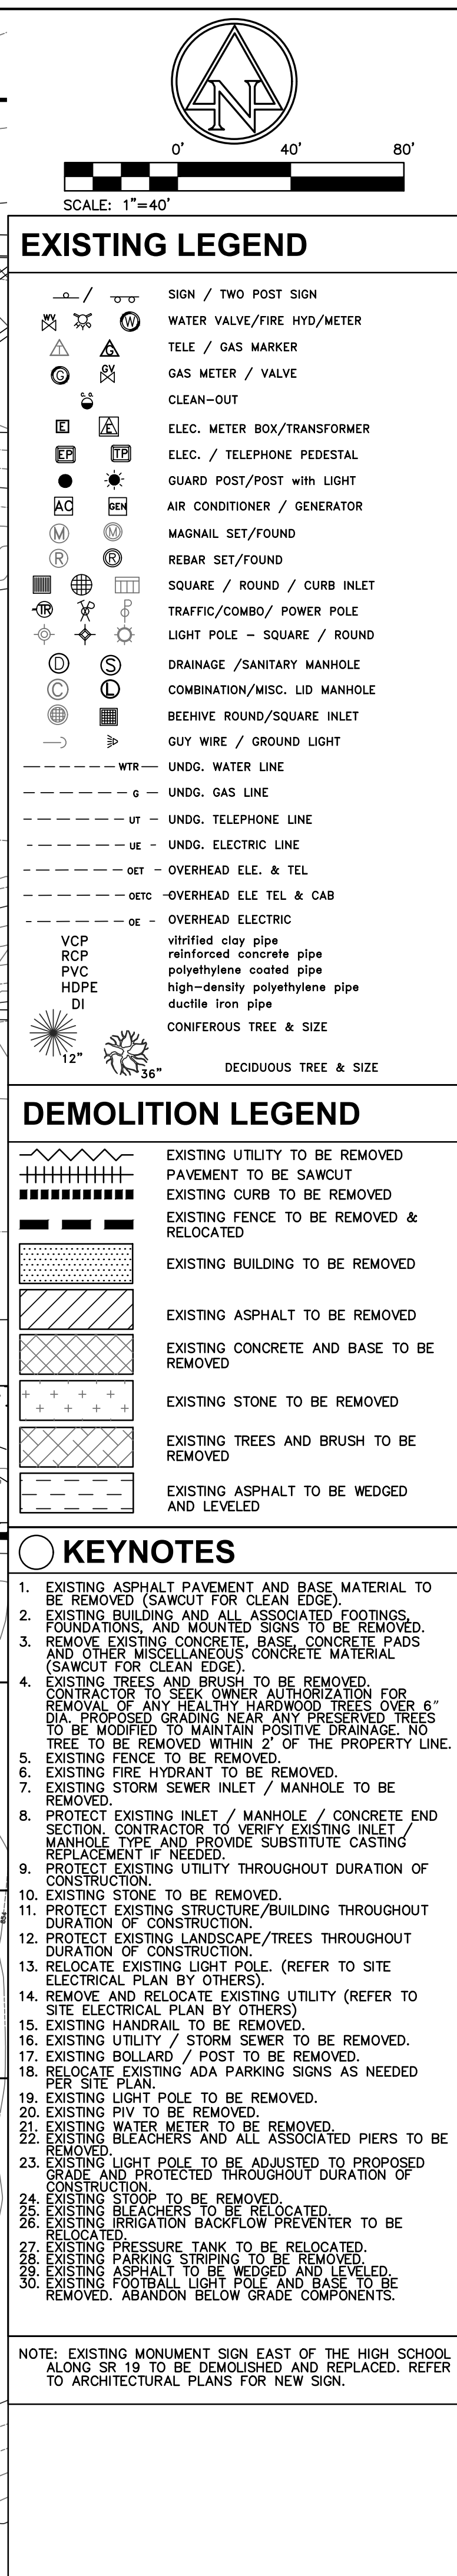 N
0' 40' 80'
SCALE: 1"=40'
EXISTING LEGEND
SIGN / TWO POST SIGN
WV W WATER VALVE/FIRE HYD/METER
T G TELE / GAS MARKER
G GV GAS METER / VALVE
C.O. CLEAN-OUT
E E ELEC. METER BOX/TRANSFORMER
EP TP ELEC. / TELEPHONE PEDESTAL
GUARD POST/POST with LIGHT
AC GEN AIR CONDITIONER / GENERATOR
M M MAGNAIL SET/FOUND
R R REBAR SET/FOUND
SQUARE / ROUND / CURB INLET
TR TRAFFIC/COMBO/ POWER POLE
LIGHT POLE - SQUARE / ROUND
D S DRAINAGE /SANITARY MANHOLE
C L COMBINATION/MISC. LID MANHOLE
BEEHIVE ROUND/SQUARE INLET
GUY WIRE / GROUND LIGHT
WTR UNDG. WATER LINE
G UNDG. GAS LINE
UT UNDG. TELEPHONE LINE
UE UNDG. ELECTRIC LINE
OET OVERHEAD ELE. & TEL
OETC OVERHEAD ELE TEL & CAB
OE OVERHEAD ELECTRIC
VCP vitrified clay pipe
RCP reinforced concrete pipe
PVC polyethylene coated pipe
HDPE high-density polyethylene pipe
DI ductile iron pipe
12" CONIFEROUS TREE & SIZE
36" DECIDUOUS TREE & SIZE
DEMOLITION LEGEND
EXISTING UTILITY TO BE REMOVED
PAVEMENT TO BE SAWCUT
EXISTING CURB TO BE REMOVED
EXISTING FENCE TO BE REMOVED &
RELOCATED
EXISTING BUILDING TO BE REMOVED
EXISTING ASPHALT TO BE REMOVED
EXISTING CONCRETE AND BASE TO BE
REMOVED
EXISTING STONE TO BE REMOVED
EXISTING TREES AND BRUSH TO BE
REMOVED
EXISTING ASPHALT TO BE WEDGED
AND LEVELED
KEYNOTES
1. EXISTING ASPHALT PAVEMENT AND BASE MATERIAL TO
BE REMOVED (SAWCUT FOR CLEAN EDGE).
2. EXISTING BUILDING AND ALL ASSOCIATED FOOTINGS,
FOUNDATIONS, AND MOUNTED SIGNS TO BE REMOVED.
3. REMOVE EXISTING CONCRETE, BASE, CONCRETE PADS
AND OTHER MISCELLANEOUS CONCRETE MATERIAL
(SAWCUT FOR CLEAN EDGE).
4. EXISTING TREES AND BRUSH TO BE REMOVED.
CONTRACTOR TO SEEK OWNER AUTHORIZATION FOR
REMOVAL OF ANY HEALTHY HARDWOOD TREES OVER 6"
DIA. PROPOSED GRADING NEAR ANY PRESERVED TREES
TO BE MODIFIED TO MAINTAIN POSITIVE DRAINAGE. NO
TREE TO BE REMOVED WITHIN 2' OF THE PROPERTY LINE.
5. EXISTING FENCE TO BE REMOVED.
6. EXISTING FIRE HYDRANT TO BE REMOVED.
7. EXISTING STORM SEWER INLET / MANHOLE TO BE
REMOVED.
8. PROTECT EXISTING INLET / MANHOLE / CONCRETE END
SECTION. CONTRACTOR TO VERIFY EXISTING INLET /
MANHOLE TYPE AND PROVIDE SUBSTITUTE CASTING
REPLACEMENT IF NEEDED.
9. PROTECT EXISTING UTILITY THROUGHOUT DURATION OF
CONSTRUCTION.
10. EXISTING STONE TO BE REMOVED.
11. PROTECT EXISTING STRUCTURE/BUILDING THROUGHOUT
DURATION OF CONSTRUCTION.
12. PROTECT EXISTING LANDSCAPE/TREES THROUGHOUT
DURATION OF CONSTRUCTION.
13. RELOCATE EXISTING LIGHT POLE. (REFER TO SITE
ELECTRICAL PLAN BY OTHERS).
14. REMOVE AND RELOCATE EXISTING UTILITY (REFER TO
SITE ELECTRICAL PLAN BY OTHERS)
15. EXISTING HANDRAIL TO BE REMOVED.
16. EXISTING UTILITY / STORM SEWER TO BE REMOVED.
17. EXISTING BOLLARD / POST TO BE REMOVED.
18. RELOCATE EXISTING ADA PARKING SIGNS AS NEEDED
PER SITE PLAN.
19. EXISTING LIGHT POLE TO BE REMOVED.
20. EXISTING PIV TO BE REMOVED.
21. EXISTING WATER METER TO BE REMOVED.
22. EXISTING BLEACHERS AND ALL ASSOCIATED PIERS TO BE
REMOVED.
23. EXISTING LIGHT POLE TO BE ADJUSTED TO PROPOSED
GRADE AND PROTECTED THROUGHOUT DURATION OF
CONSTRUCTION.
24. EXISTING STOOP TO BE REMOVED.
25. EXISTING BLEACHERS TO BE RELOCATED.
26. EXISTING IRRIGATION BACKFLOW PREVENTER TO BE
RELOCATED.
27. EXISTING PRESSURE TANK TO BE RELOCATED.
28. EXISTING PARKING STRIPING TO BE REMOVED.
29. EXISTING ASPHALT TO BE WEDGED AND LEVELED.
30. EXISTING FOOTBALL LIGHT POLE AND BASE TO BE
REMOVED. ABANDON BELOW GRADE COMPONENTS.
NOTE: EXISTING MONUMENT SIGN EAST OF THE HIGH SCHOOL
ALONG SR 19 TO BE DEMOLISHED AND REPLACED. REFER
TO ARCHITECTURAL PLANS FOR NEW SIGN.